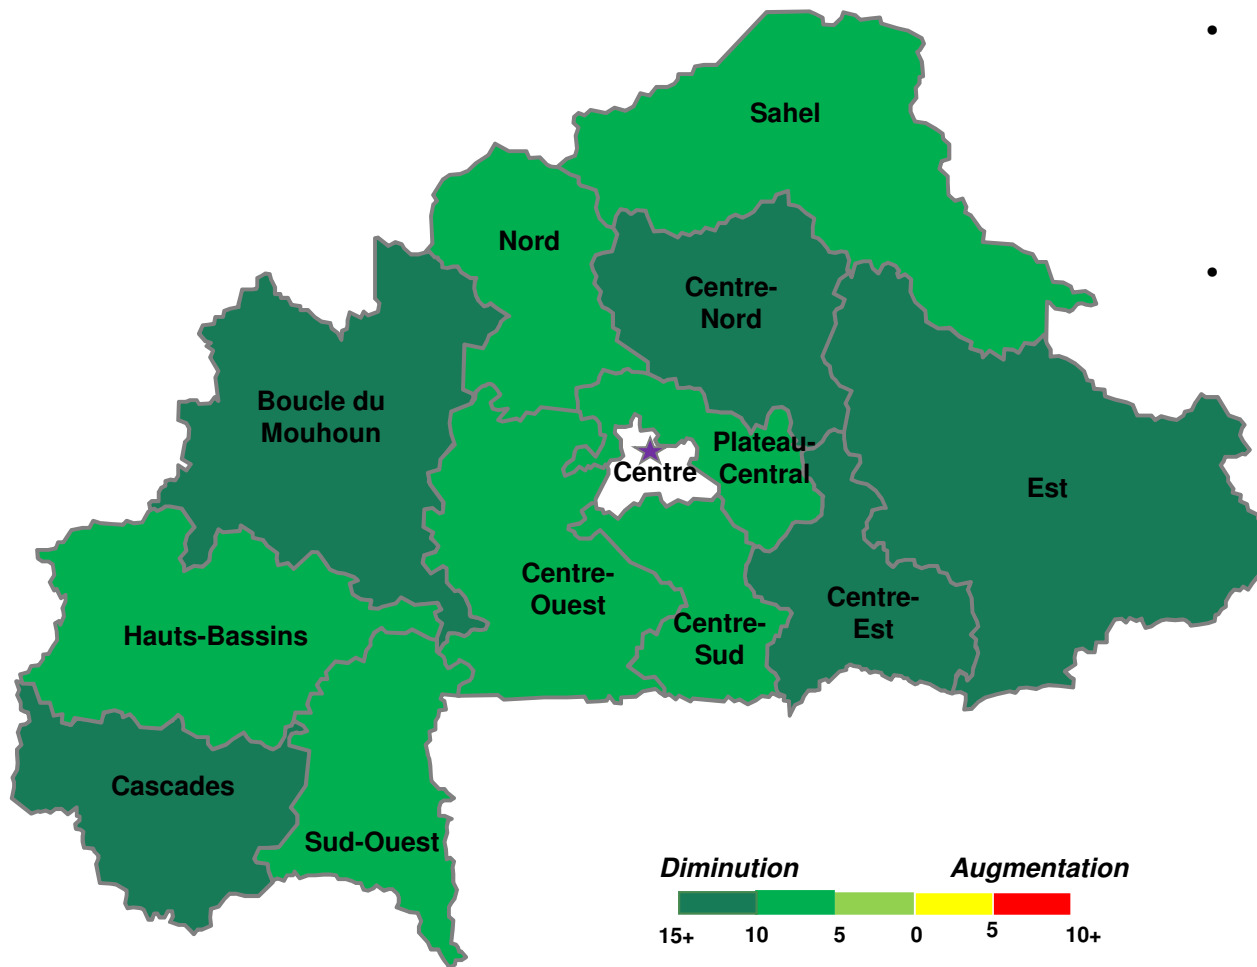 Sahel
Nord
Centre-
Nord
Boucle du
Mouhoun
Plateau-
Central
Centre
Est
Centre-
Ouest
Centre-
Est
Centre-
Sud
Hauts-Bassins
Cascades
Sud-Ouest
Diminution Augmentation
15+ 10 5 0 5 10+